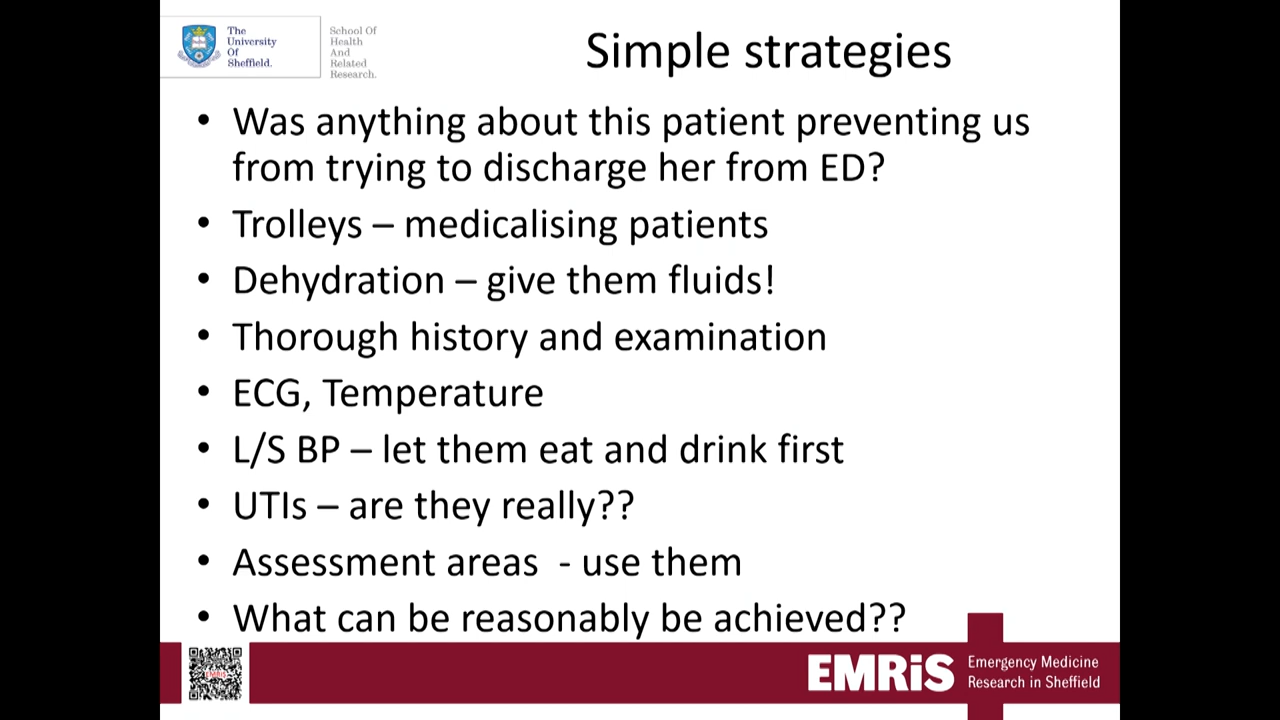 The
University
Of
Sheffield.
School Of
Health
And
Related
Research.
Simple strategies
• Was anything about this patient preventing us
from trying to discharge her from ED?
• Trolleys – medicalising patients
• Dehydration – give them fluids!
• Thorough history and examination
• ECG, Temperature
• L/S BP – let them eat and drink first
• UTIs – are they really??
• Assessment areas  - use them
• What can be reasonably be achieved??
EMRiS
EMRiS
Emergency Medicine
Research in Sheffield